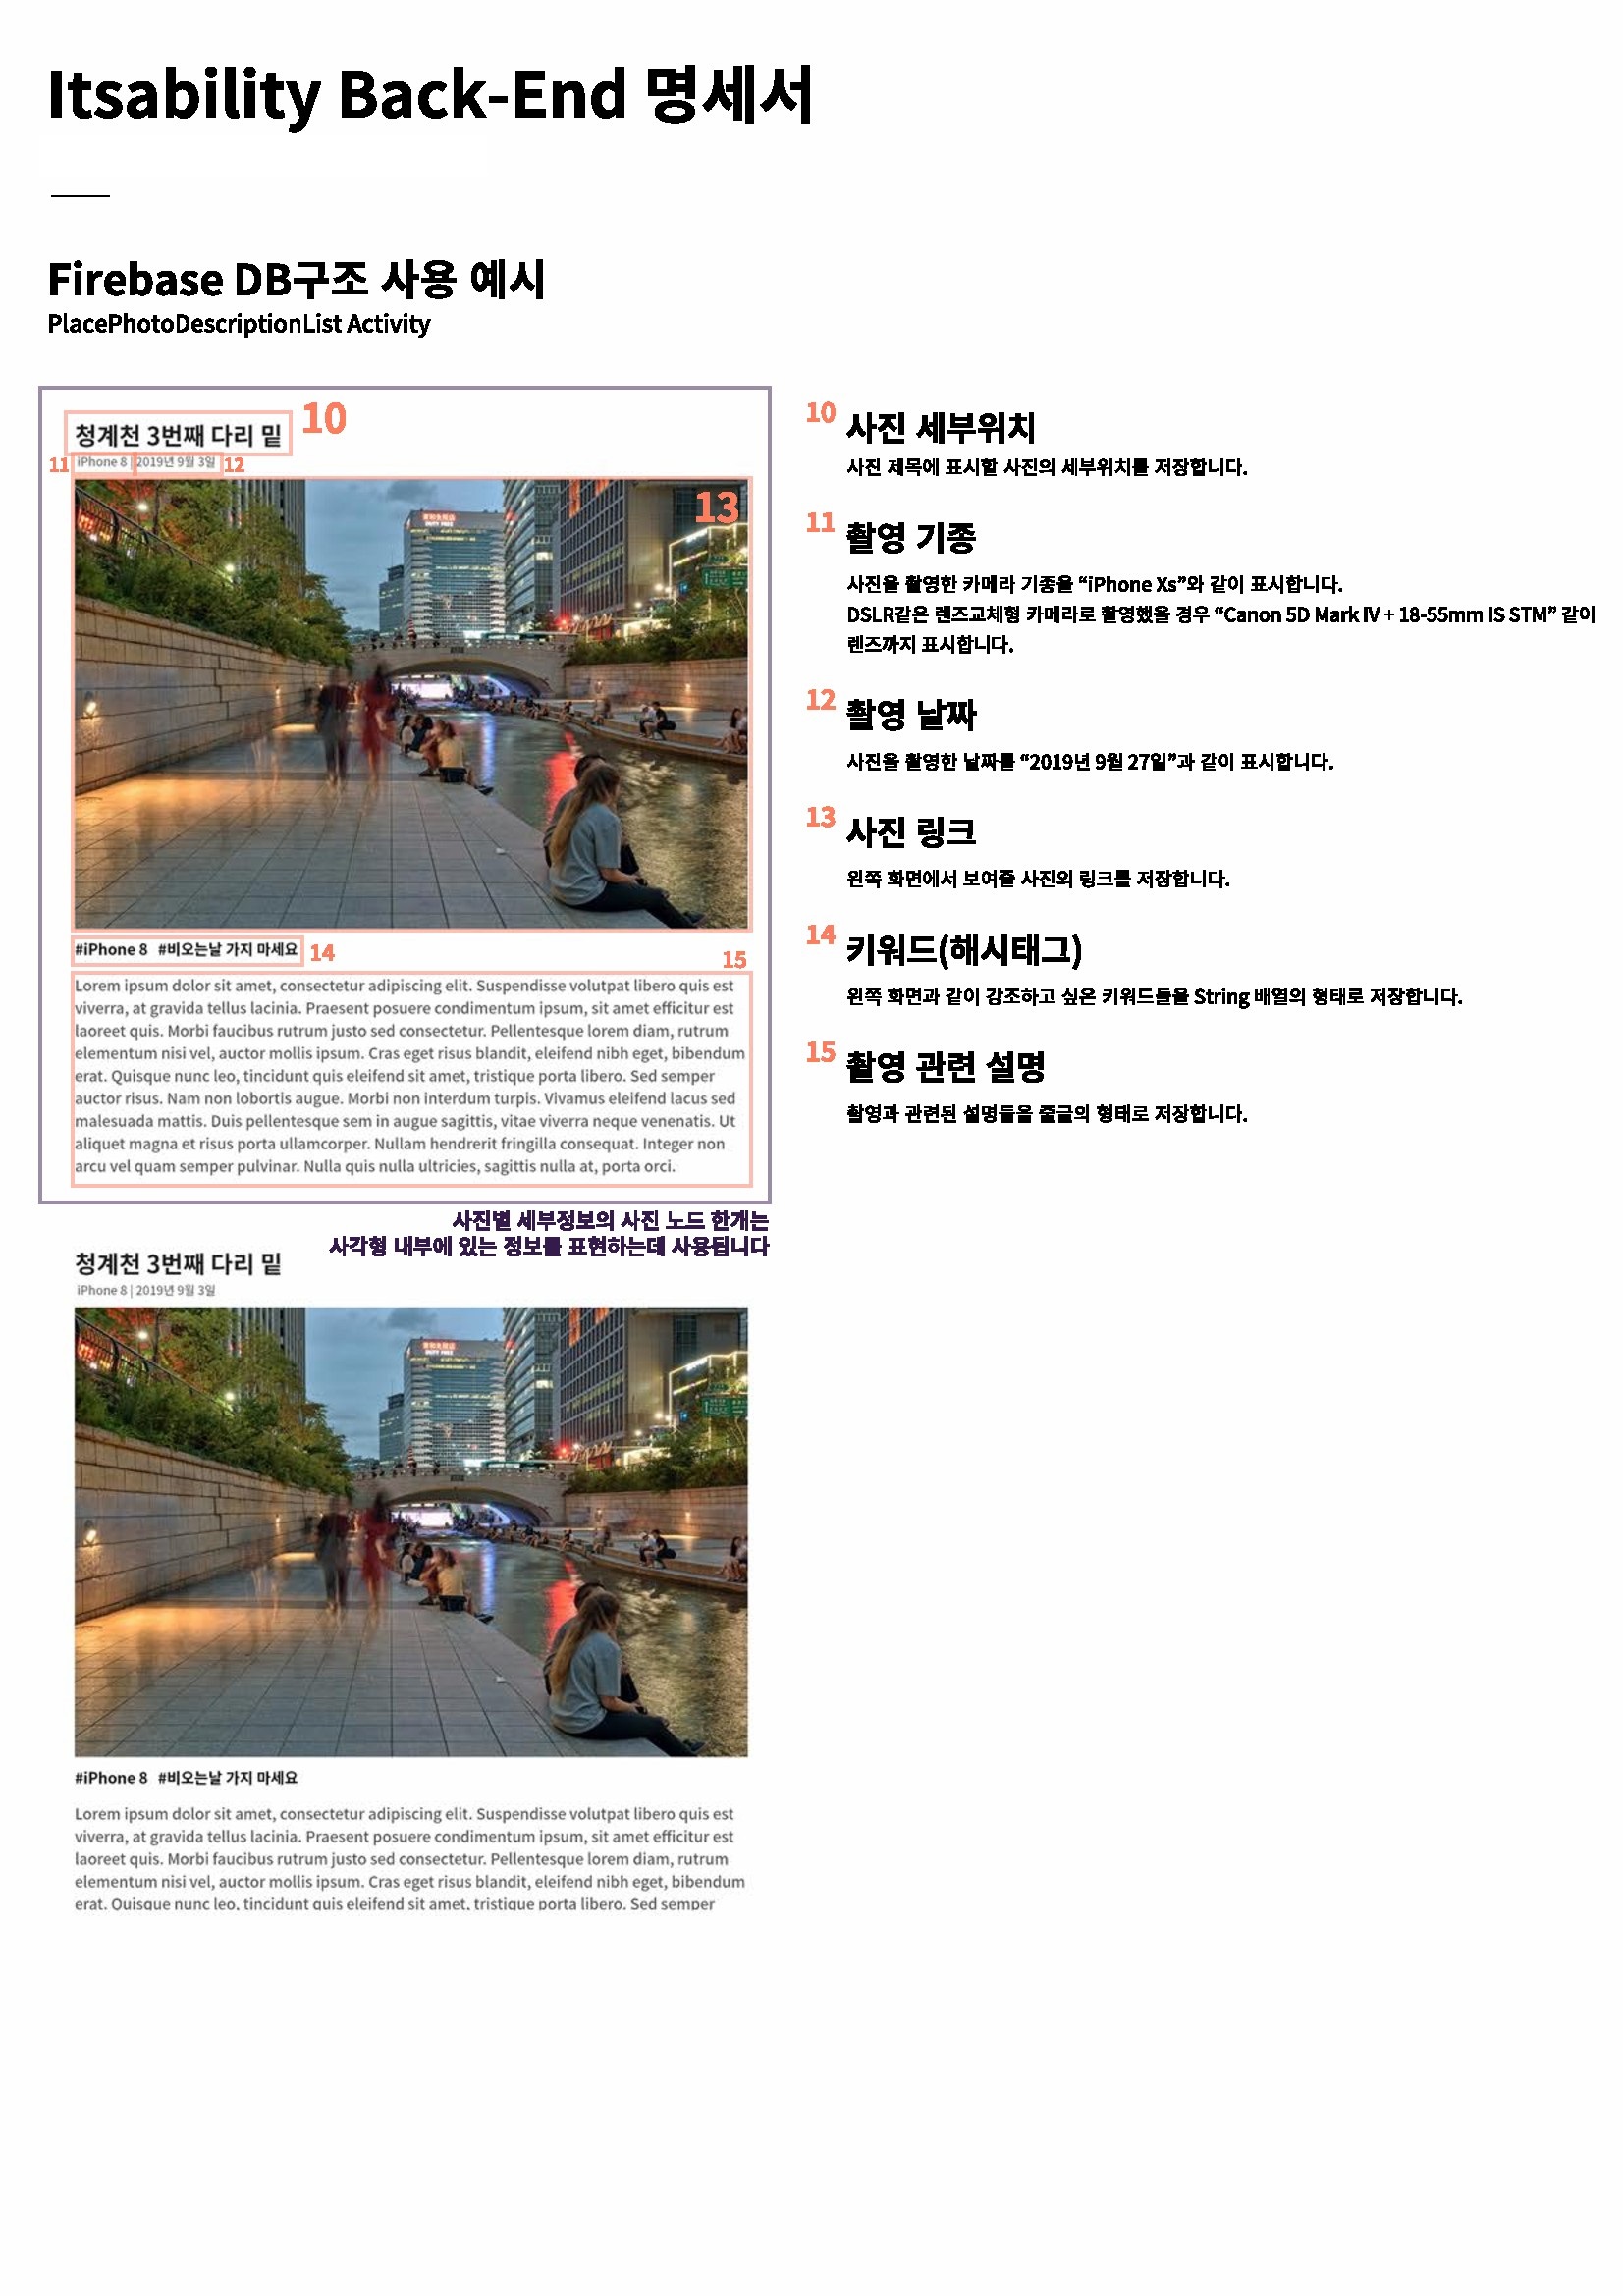 Itsability Back-End 명세서
Firebase DB구조 사용 예시
PlacePhotoDescriptionList Activity
청계천 3번째 다리 밑 10
11 iPhone 8 | 2019년 9월 3일 12
13
DUTY FREE
#iPhone 8 #비오는날 가지 마세요 14
15
Lorem ipsum dolor sit amet, consectetur adipiscing elit. Suspendisse volutpat libero quis est
viverra, at gravida tellus lacinia. Praesent posuere condimentum ipsum, sit amet efficitur est
laoreet quis. Morbi faucibus rutrum justo sed consectetur. Pellentesque lorem diam, rutrum
elementum nisi vel, auctor mollis ipsum. Cras eget risus blandit, eleifend nibh eget, bibendum
erat. Quisque nunc leo, tincidunt quis eleifend sit amet, tristique porta libero. Sed semper
auctor risus. Nam non lobortis augue. Morbi non interdum turpis. Vivamus eleifend lacus sed
malesuada mattis. Duis pellentesque sem in augue sagittis, vitae viverra neque venenatis. Ut
aliquet magna et risus porta ullamcorper. Nullam hendrerit fringilla consequat. Integer non
arcu vel quam semper pulvinar. Nulla quis nulla ultricies, sagittis nulla at, porta orci.
사진별 세부정보의 사진 노드 한개는
사각형 내부에 있는 정보를 표현하는데 사용됩니다
청계천 3번째 다리 밑
iPhone 8 | 2019년 9월 3일
DUTY FREE
#iPhone 8 #비오는날 가지 마세요
Lorem ipsum dolor sit amet, consectetur adipiscing elit. Suspendisse volutpat libero quis est
viverra, at gravida tellus lacinia. Praesent posuere condimentum ipsum, sit amet efficitur est
laoreet quis. Morbi faucibus rutrum justo sed consectetur. Pellentesque lorem diam, rutrum
elementum nisi vel, auctor mollis ipsum. Cras eget risus blandit, eleifend nibh eget, bibendum
erat. Quisque nunc leo, tincidunt quis eleifend sit amet, tristique porta libero. Sed semper
10 사진 세부위치
사진 제목에 표시할 사진의 세부위치를 저장합니다.
11 촬영 기종
사진을 촬영한 카메라 기종을 “iPhone Xs”와 같이 표시합니다.
DSLR같은 렌즈교체형 카메라로 촬영했을 경우 “Canon 5D Mark IV + 18-55mm IS STM” 같이
렌즈까지 표시합니다.
12 촬영 날짜
사진을 촬영한 날짜를 “2019년 9월 27일”과 같이 표시합니다.
13 사진 링크
왼쪽 화면에서 보여줄 사진의 링크를 저장합니다.
14 키워드(해시태그)
왼쪽 화면과 같이 강조하고 싶은 키워드들을 String 배열의 형태로 저장합니다.
15 촬영 관련 설명
촬영과 관련된 설명들을 줄글의 형태로 저장합니다.